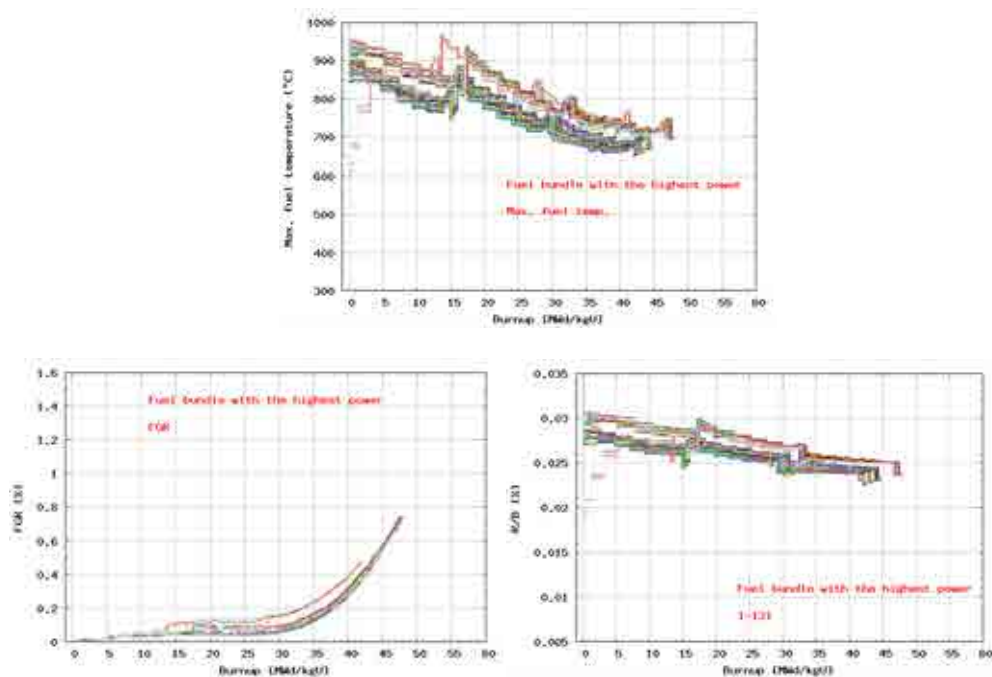 1000
900
800
700
600
500
400
300
Max. fuel temperature (°C)
Fuel bundle with the highest power
Max. fuel temp.
0 5 10 15 20 25 30 35 40 45 50 55 60
Burnup (MWd/kgU)
1.6
1.4
1.2
1
0.8
0.6
0.4
0.2
0
FGR (%)
Fuel bundle with the highest power
FGR
0 5 10 15 20 25 30 35 40 45 50 55 60
Burnup (MWd/kgU)
0.035
0.03
0.025
0.02
0.015
0.01
0.005
R/B (%)
Fuel bundle with the highest power
I-131
0 5 10 15 20 25 30 35 40 45 50 55 60
Burnup (MWd/kgU)